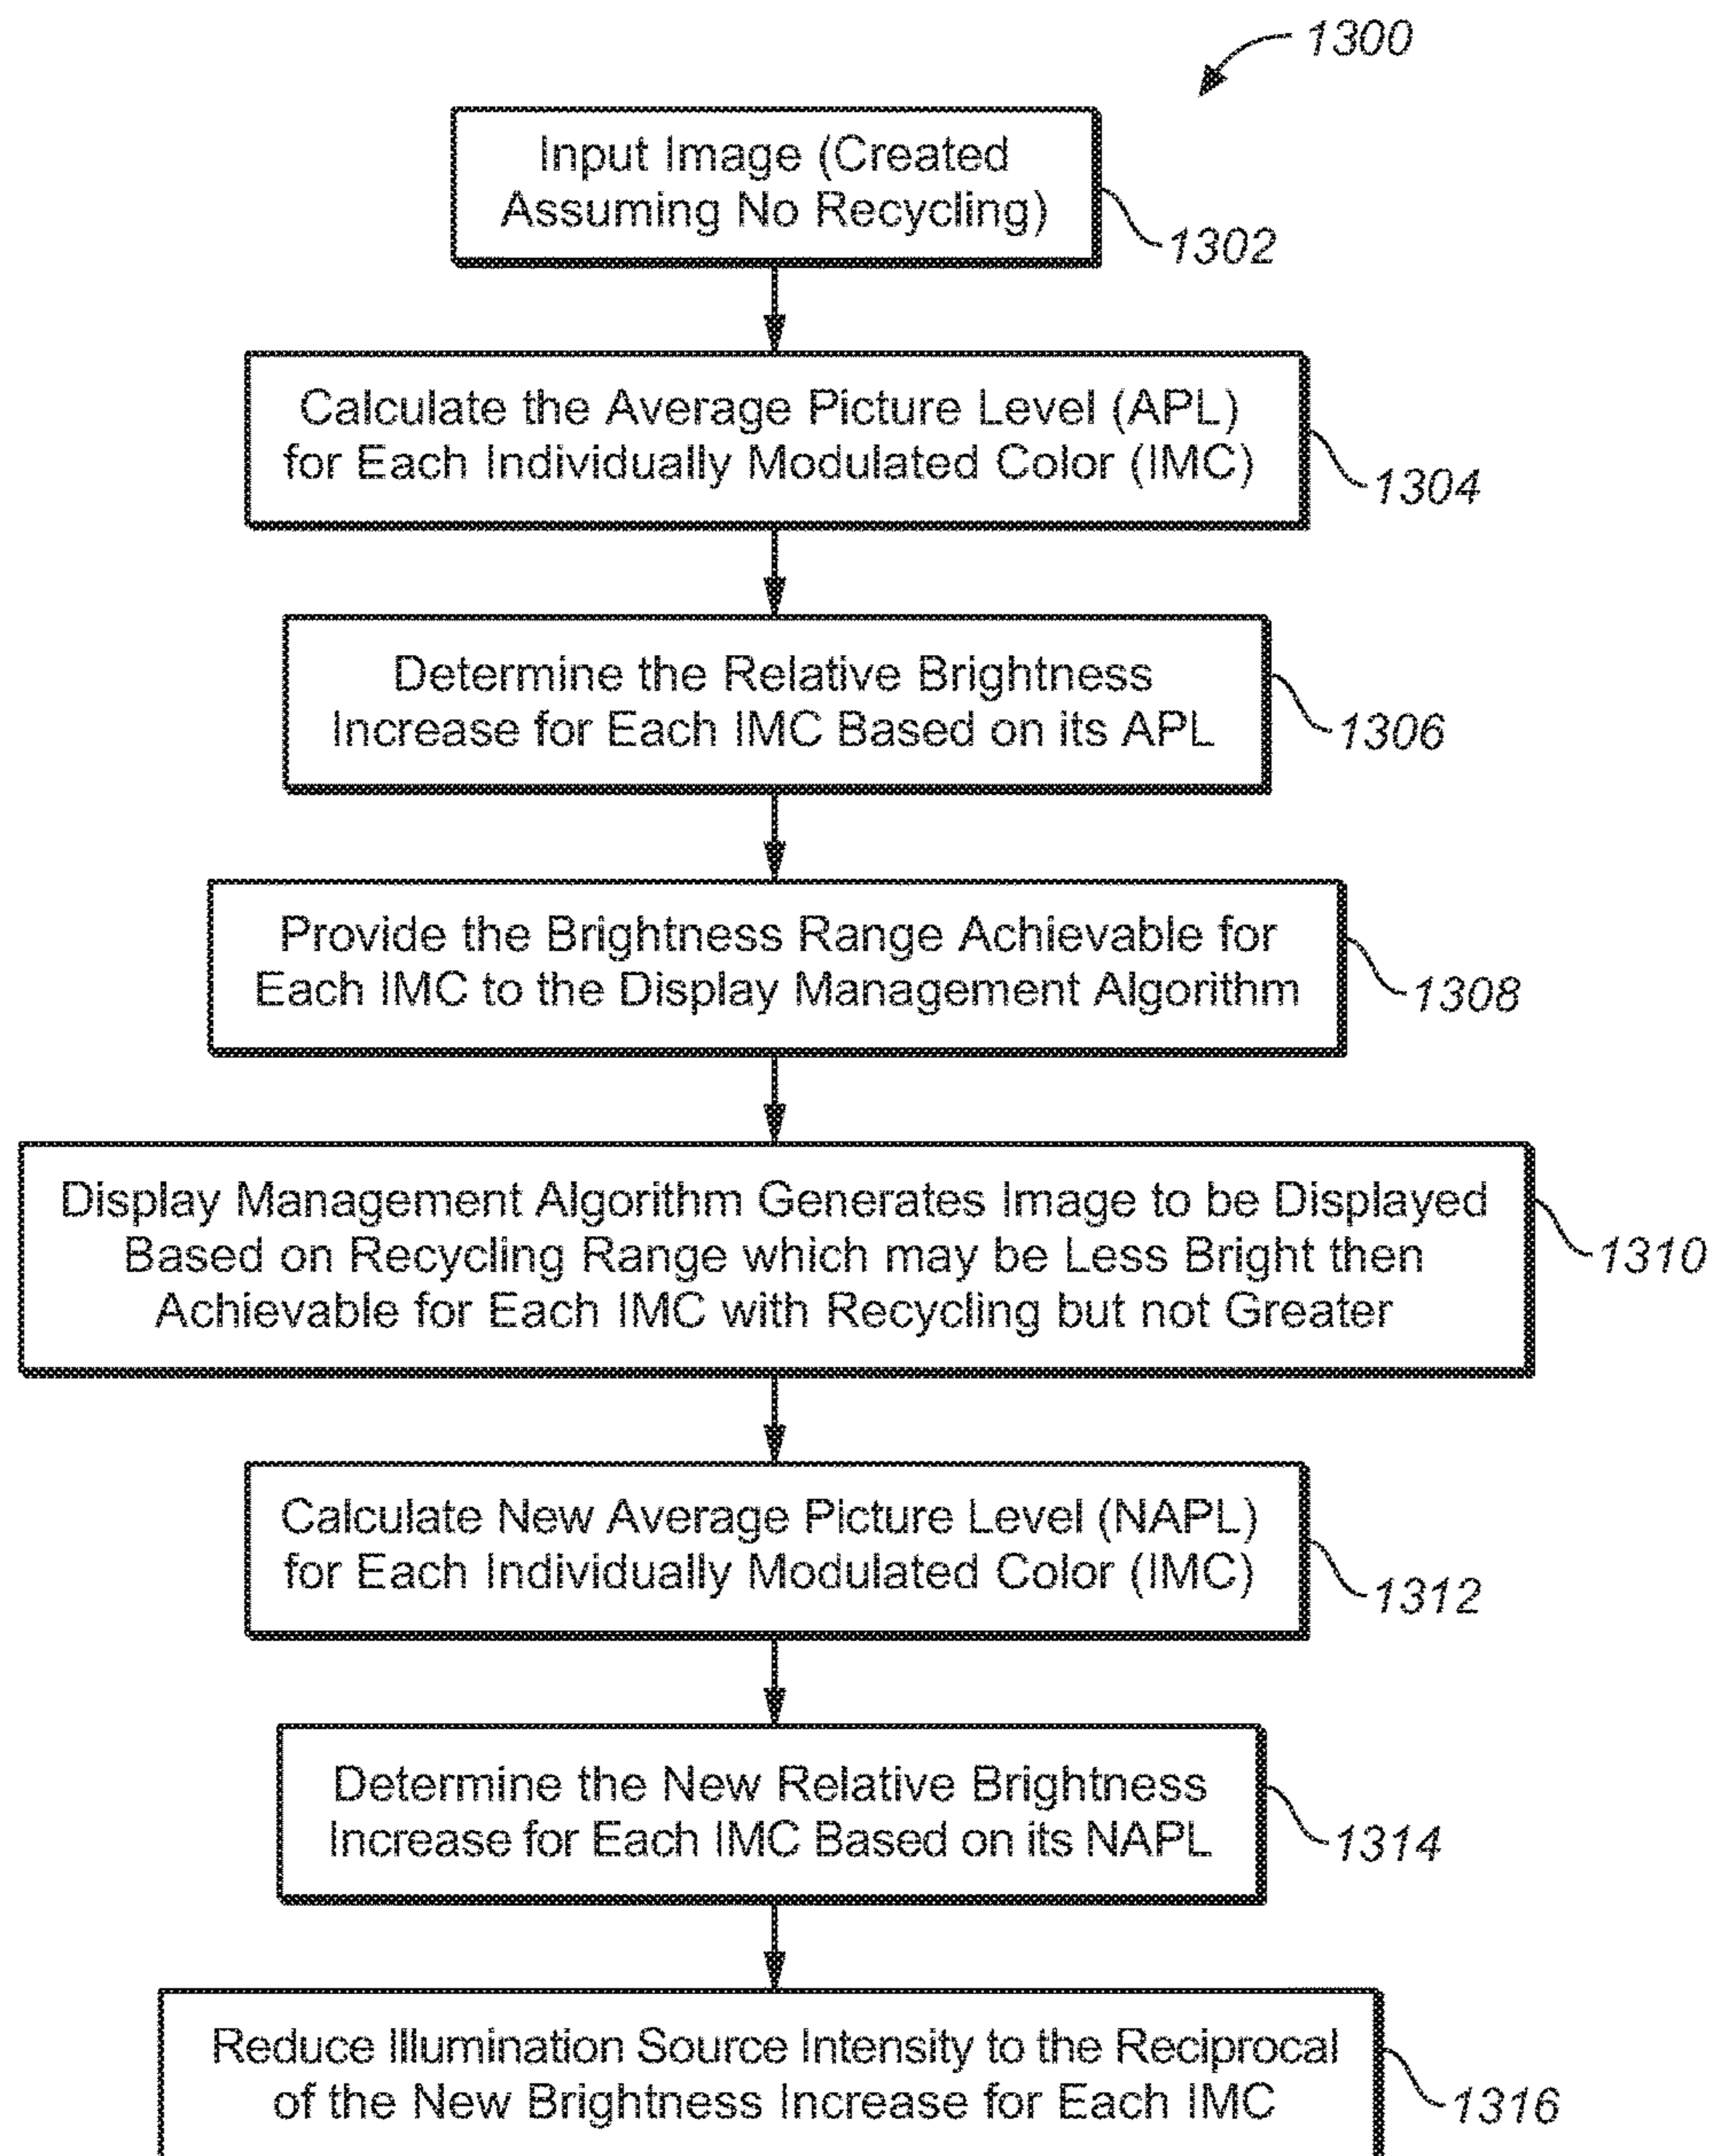 1300
Input Image (Created
Assuming No Recycling)
1302
Calculate the Average Picture Level (APL)
for Each Individually Modulated Color (IMC)
1304
Determine the Relative Brightness
Increase for Each IMC Based on its APL
1306
Provide the Brightness Range Achievable for
Each IMC to the Display Management Algorithm
1308
Display Management Algorithm Generates Image to be Displayed
Based on Recycling Range which may be Less Bright then
Achievable for Each IMC with Recycling but not Greater
1310
Calculate New Average Picture Level (NAPL)
for Each Individually Modulated Color (IMC)
1312
Determine the New Relative Brightness
Increase for Each IMC Based on its NAPL
1314
Reduce Illumination Source Intensity to the Reciprocal
of the New Brightness Increase for Each IMC
1316